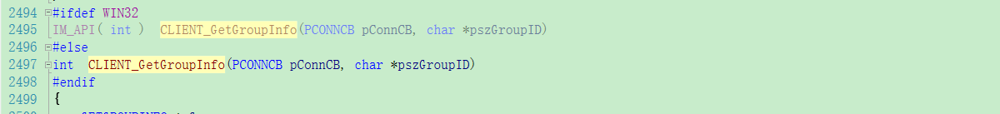 2494 #ifdef WIN32
2495 IM_API( int ) CLIENT_GetGroupInfo(PCONNCB pConnCB, char *pszGroupID)
2496 #else
2497 int CLIENT_GetGroupInfo(PCONNCB pConnCB, char *pszGroupID)
2498 #endif
2499 {